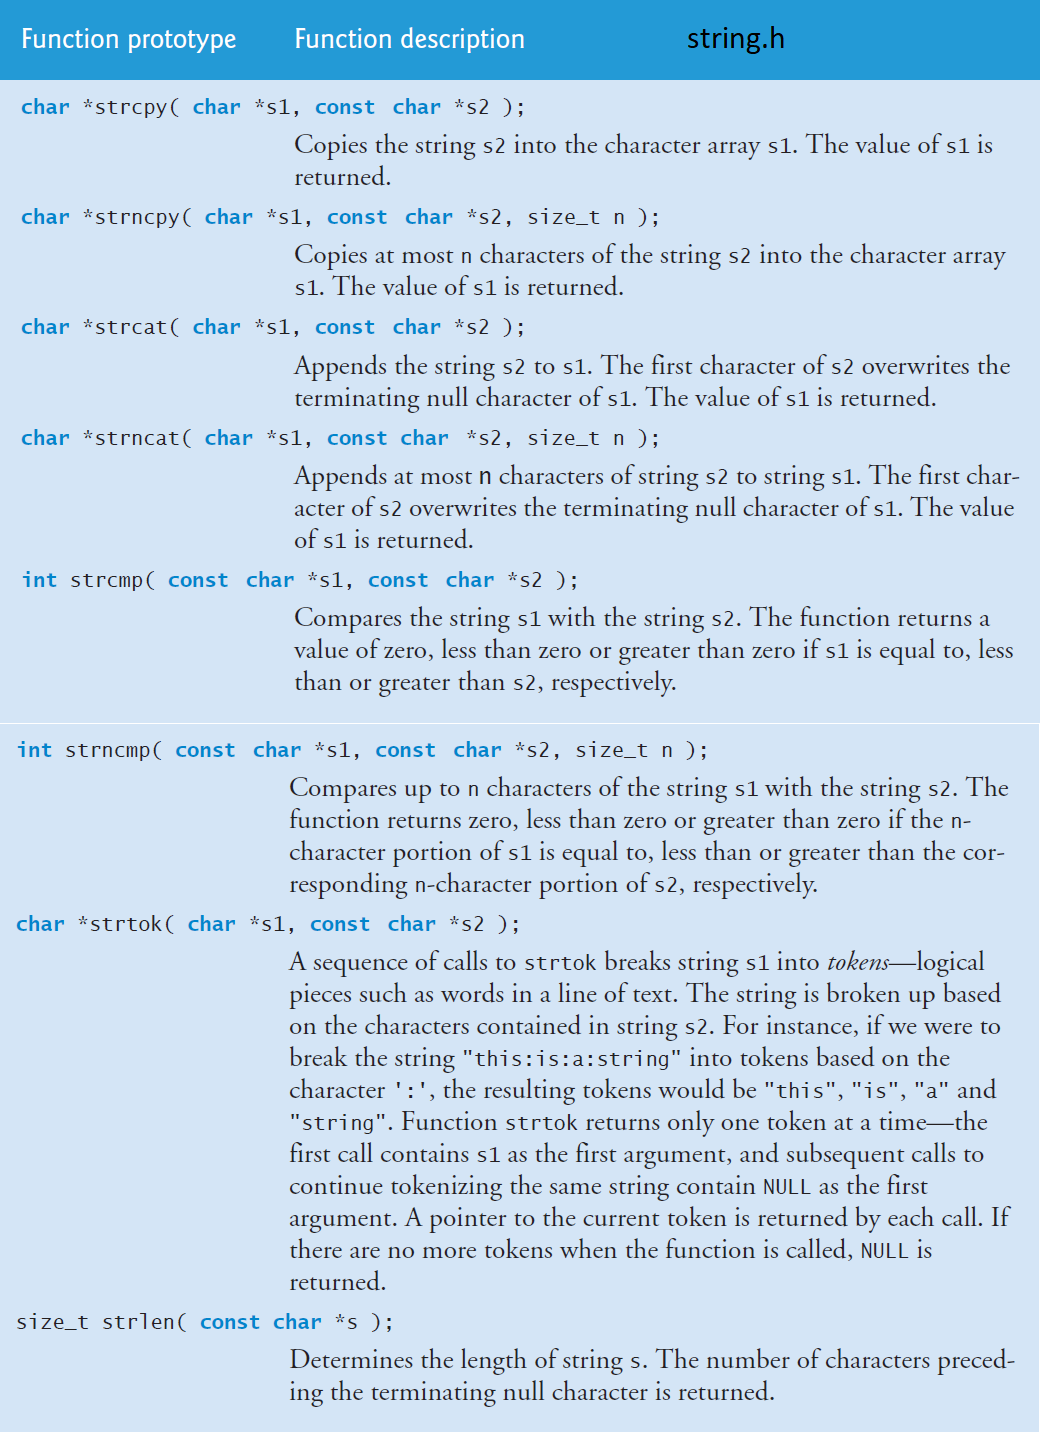 Function prototype Function description string.h
char *strcpy( char *s1, const char *s2 );
Copies the string s2 into the character array s1. The value of s1 is
returned.
char *strncpy( char *s1, const char *s2, size_t n );
Copies at most n characters of the string s2 into the character array
s1. The value of s1 is returned.
char *strcat( char *s1, const char *s2 );
Appends the string s2 to s1. The first character of s2 overwrites the
terminating null character of s1. The value of s1 is returned.
char *strncat( char *s1, const char *s2, size_t n );
Appends at most n characters of string s2 to string s1. The first char-
acter of s2 overwrites the terminating null character of s1. The value
of s1 is returned.
int strcmp( const char *s1, const char *s2 );
Compares the string s1 with the string s2. The function returns a
value of zero, less than zero or greater than zero if s1 is equal to, less
than or greater than s2, respectively.
int strncmp( const char *s1, const char *s2, size_t n );
Compares up to n characters of the string s1 with the string s2. The
function returns zero, less than zero or greater than zero if the n-
character portion of s1 is equal to, less than or greater than the cor-
responding n-character portion of s2, respectively.
char *strtok( char *s1, const char *s2 );
A sequence of calls to strtok breaks string s1 into tokens—logical
pieces such as words in a line of text. The string is broken up based
on the characters contained in string s2. For instance, if we were to
break the string "this:is:a:string" into tokens based on the
character ':', the resulting tokens would be "this", "is", "a" and
"string". Function strtok returns only one token at a time—the
first call contains s1 as the first argument, and subsequent calls to
continue tokenizing the same string contain NULL as the first
argument. A pointer to the current token is returned by each call. If
there are no more tokens when the function is called, NULL is
returned.
size_t strlen( const char *s );
Determines the length of string s. The number of characters preced-
ing the terminating null character is returned.